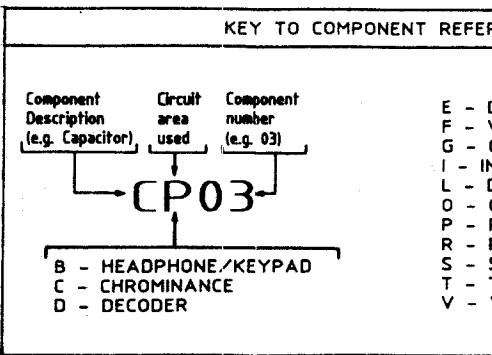 KEY TO COMPONENT REFER
Component Description (e.g. Capacitor)
Circuit area used
Component number (e.g. 03)
CP03
B - HEADPHONE/KEYPAD
C - CHROMINANCE
D - DECODER
E -
F -
G -
I - IN
L -
O -
P -
R -
S - S
T -
V -